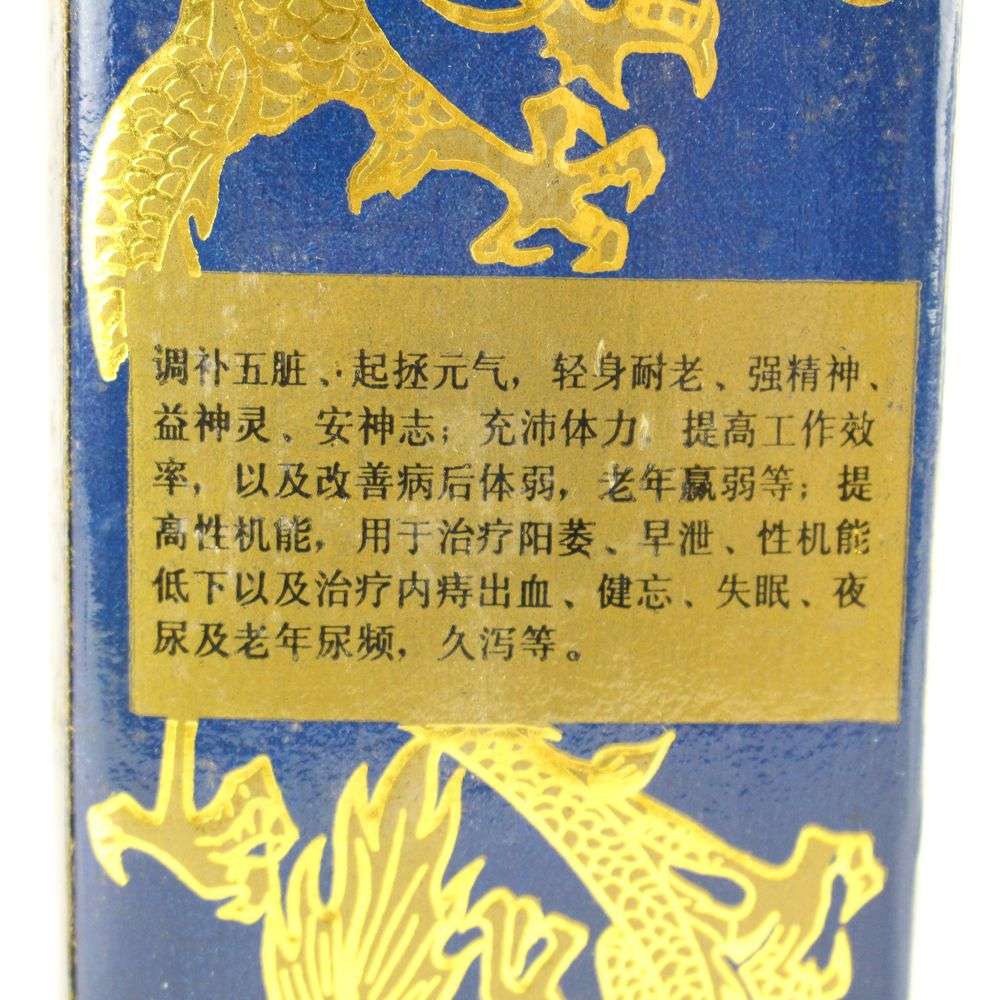 调补五脏、起拯元气，轻身耐老、强精神、
益神灵、安神志；充沛体力，提高工作效
率，以及改善病后体弱，老年赢弱等；提
高性机能，用于治疗阳萎、早泄、性机能
低下以及治疗内痔出血、健忘、失眠、夜
尿及老年尿频，久泻等。